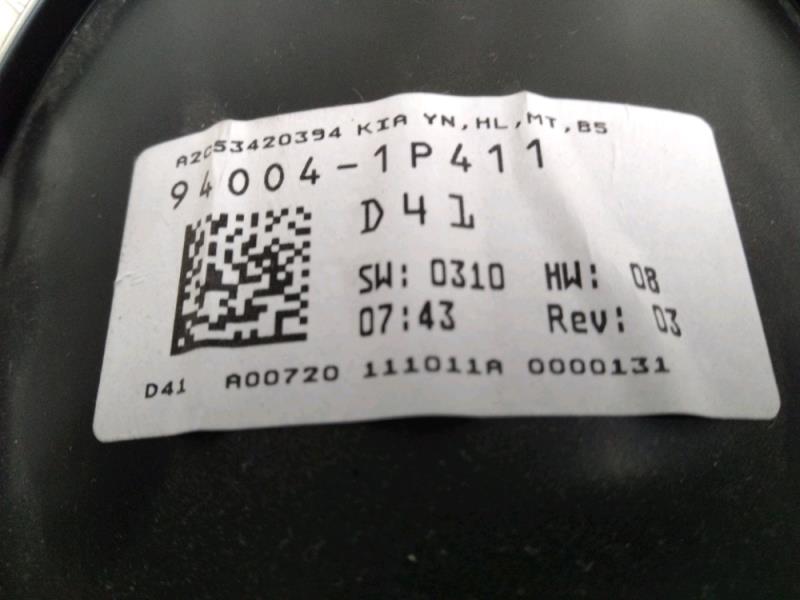 A2C53420394 KIA YN,HL,MT,B5
94004-1P411
D41
SW: 0310 HW: 08
07:43 Rev: 03
D41 A00720 111011A 0000131